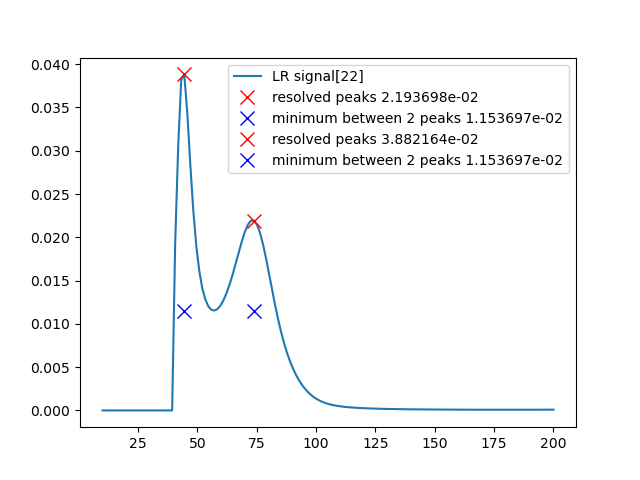 LR signal[22]
resolved peaks 2.193698e-02
minimum between 2 peaks 1.153697e-02
resolved peaks 3.882164e-02
minimum between 2 peaks 1.153697e-02
0.040
0.035
0.030
0.025
0.020
0.015
0.010
0.005
0.000
25 50 75 100 125 150 175 200